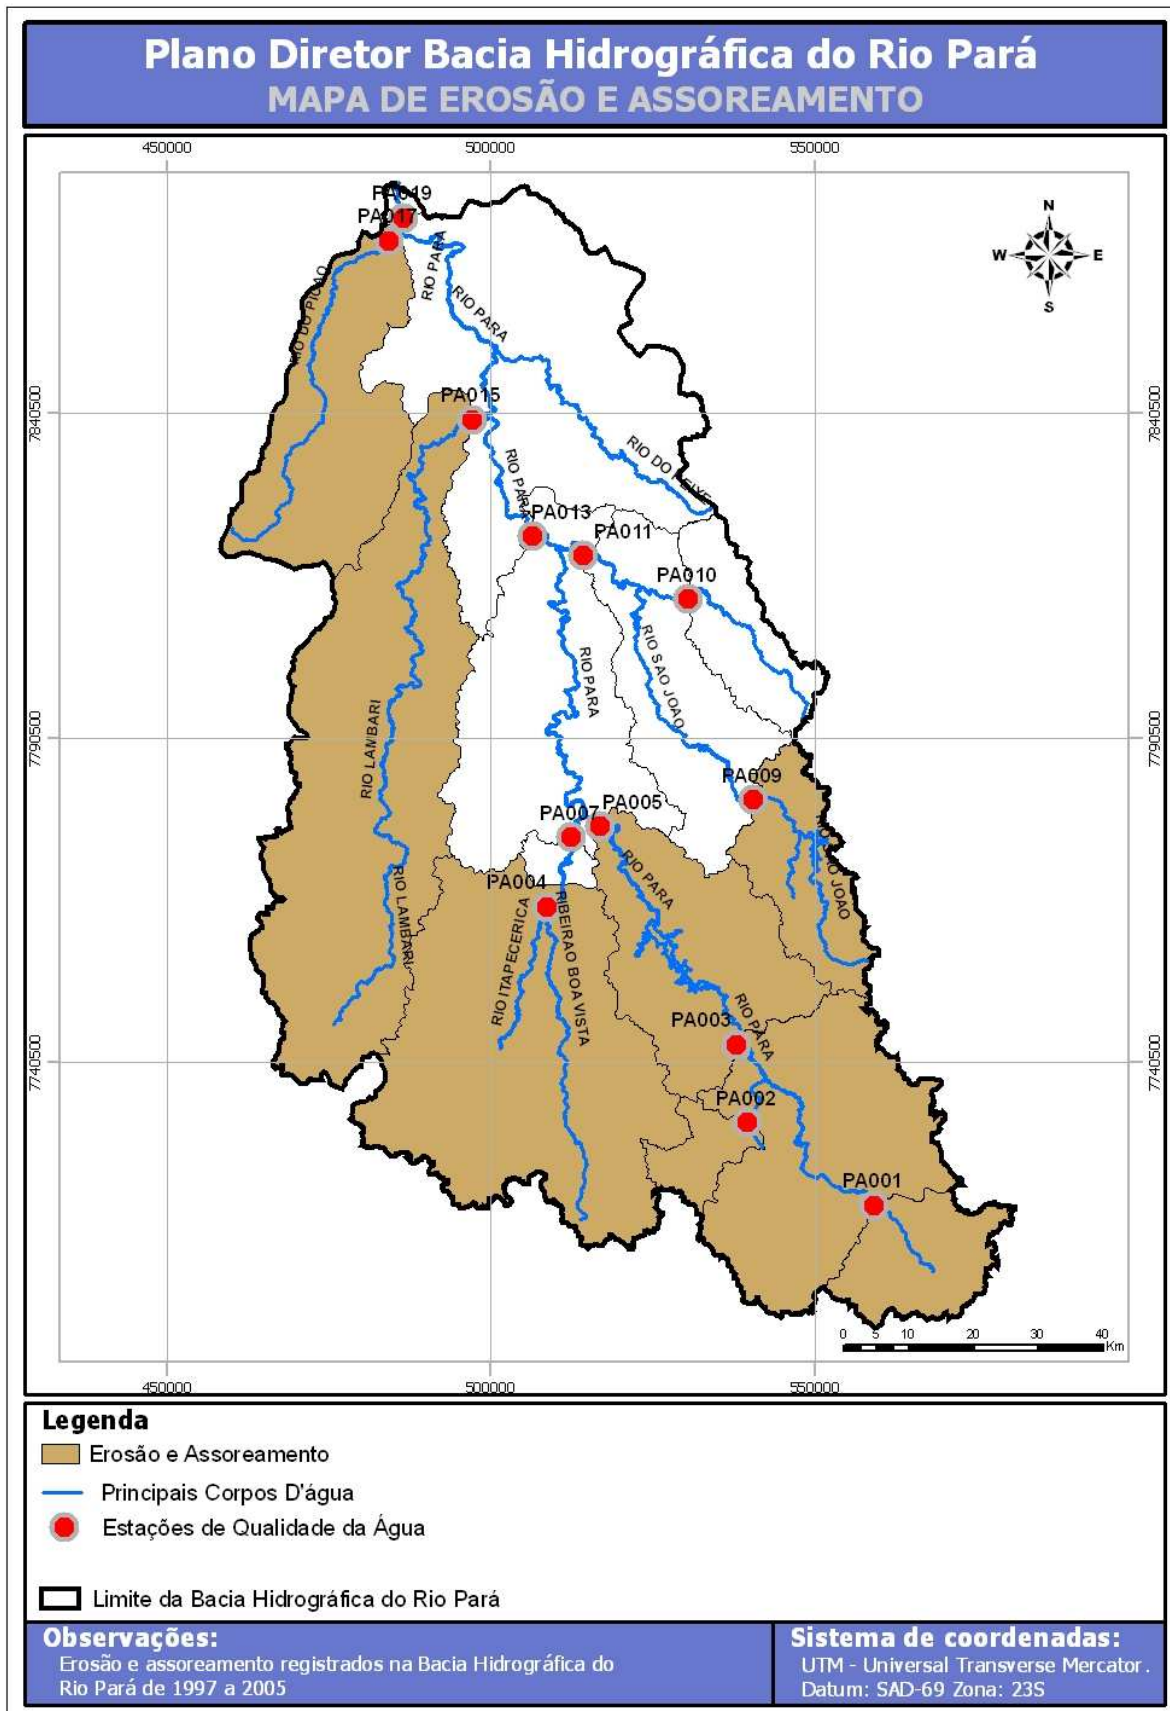 Plano Diretor Bacia Hidrográfica do Rio Pará
MAPA DE EROSÃO E ASSOREAMENTO
450000
500000
550000
PA019
PA017
N
W
E
S
RIO DO PICAO
RIO PARA
RIO PARA
7840500
7840500
PA015
RIO DO PEIXE
RIO PARA
PA013
PA011
PA010
RIO SAO JOAO
RIO PARA
RIO LAMBARI
7790500
7790500
PA009
PA005
PA007
RIO SAO JOAO
RIO PARA
PA004
RIO LAMBARI
RIO ITAPECERICA
RIBEIRAO BOA VISTA
RIO PARA
PA003
7740500
7740500
PA002
PA001
0 5 10 20 30 40
Km
450000
500000
550000
Legenda
Erosão e Assoreamento
Principais Corpos D'água
Estações de Qualidade da Água
Limite da Bacia Hidrográfica do Rio Pará
Observações:
Erosão e assoreamento registrados na Bacia Hidrográfica do
Rio Pará de 1997 a 2005
Sistema de coordenadas:
UTM - Universal Transverse Mercator.
Datum: SAD-69 Zona: 23S